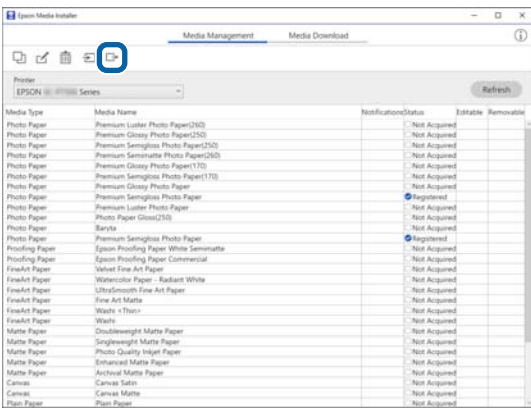 Epson Media Installer
Media Management Media Download
Printer
EPSON Series
Refresh
Media Type Media Name Notifications Status Editable Removable
Photo Paper Premium Luster Photo Paper(260) Not Acquired
Photo Paper Premium Glossy Photo Paper(250) Not Acquired
Photo Paper Premium Semigloss Photo Paper(250) Not Acquired
Photo Paper Premium Semimatte Photo Paper(260) Not Acquired
Photo Paper Premium Glossy Photo Paper(170) Not Acquired
Photo Paper Premium Semigloss Photo Paper(170) Not Acquired
Photo Paper Premium Glossy Photo Paper Not Acquired
Photo Paper Premium Semigloss Photo Paper Registered
Photo Paper Premium Luster Photo Paper Not Acquired
Photo Paper Photo Paper Gloss(250) Not Acquired
Photo Paper Baryta Not Acquired
Photo Paper Premium Semigloss Photo Paper Registered
Proofing Paper Epson Proofing Paper White Semimatte Not Acquired
Proofing Paper Epson Proofing Paper Commercial Not Acquired
FineArt Paper Velvet Fine Art Paper Not Acquired
FineArt Paper Watercolor Paper - Radiant White Not Acquired
FineArt Paper UltraSmooth Fine Art Paper Not Acquired
FineArt Paper Fine Art Matte Not Acquired
FineArt Paper Washi <Thin> Not Acquired
FineArt Paper Washi Not Acquired
Matte Paper Doubleweight Matte Paper Not Acquired
Matte Paper Singleweight Matte Paper Not Acquired
Matte Paper Photo Quality Inkjet Paper Not Acquired
Matte Paper Enhanced Matte Paper Not Acquired
Matte Paper Archival Matte Paper Not Acquired
Canvas Canvas Satin Not Acquired
Canvas Canvas Matte Not Acquired
Plain Paper Plain Paper Not Acquired